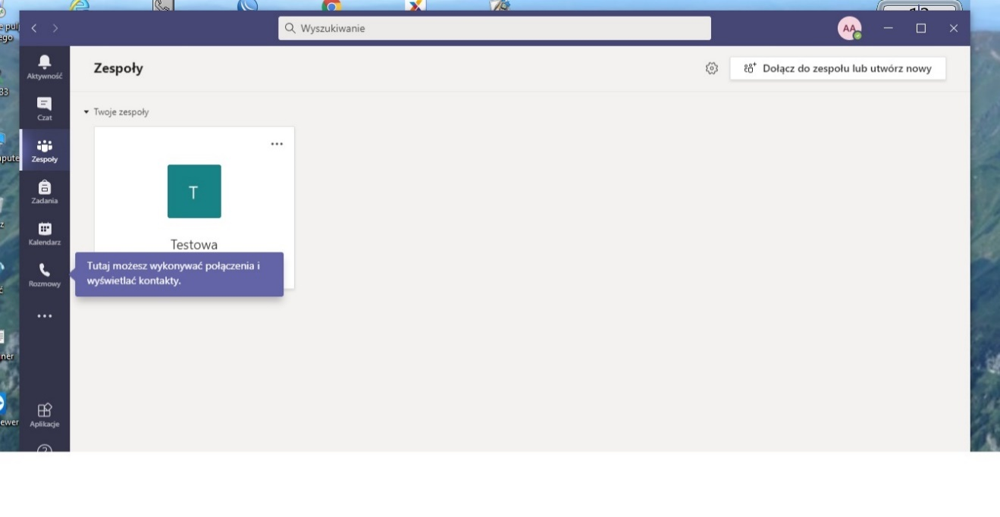 Wyszukiwanie
AA
Aktywność
Czat
Zespoły
Zadania
Kalendarz
Rozmowy
Aplikacje
Zespoły
Dołącz do zespołu lub utwórz nowy
Twoje zespoły
T
Testowa
Tutaj możesz wykonywać połączenia i
wyświetlać kontakty.